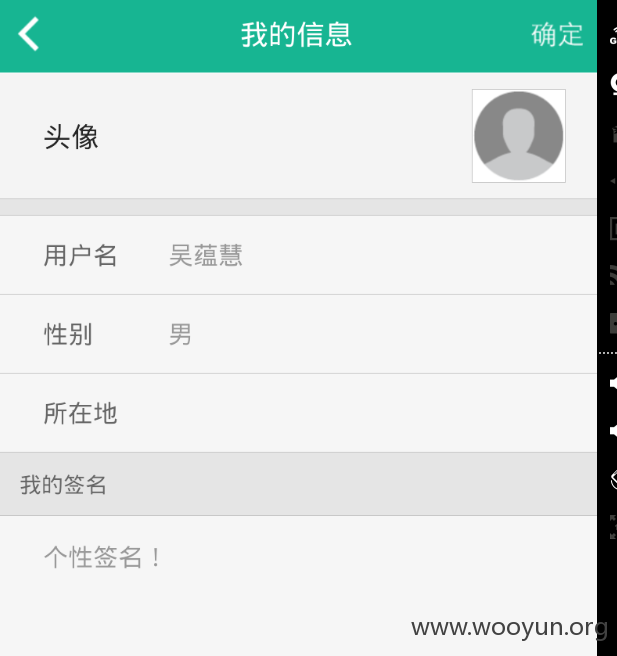 我的信息 确定
头像
用户名 吴蕴慧
性别 男
所在地
我的签名
个性签名！
www.wooyun.org